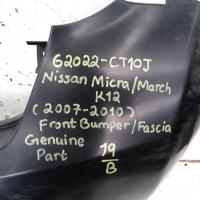 62022-CT10J
Nissan Micra/March
K12
(2007-2010)
Front Bumper/Fascia
Genuine
Part
19
B